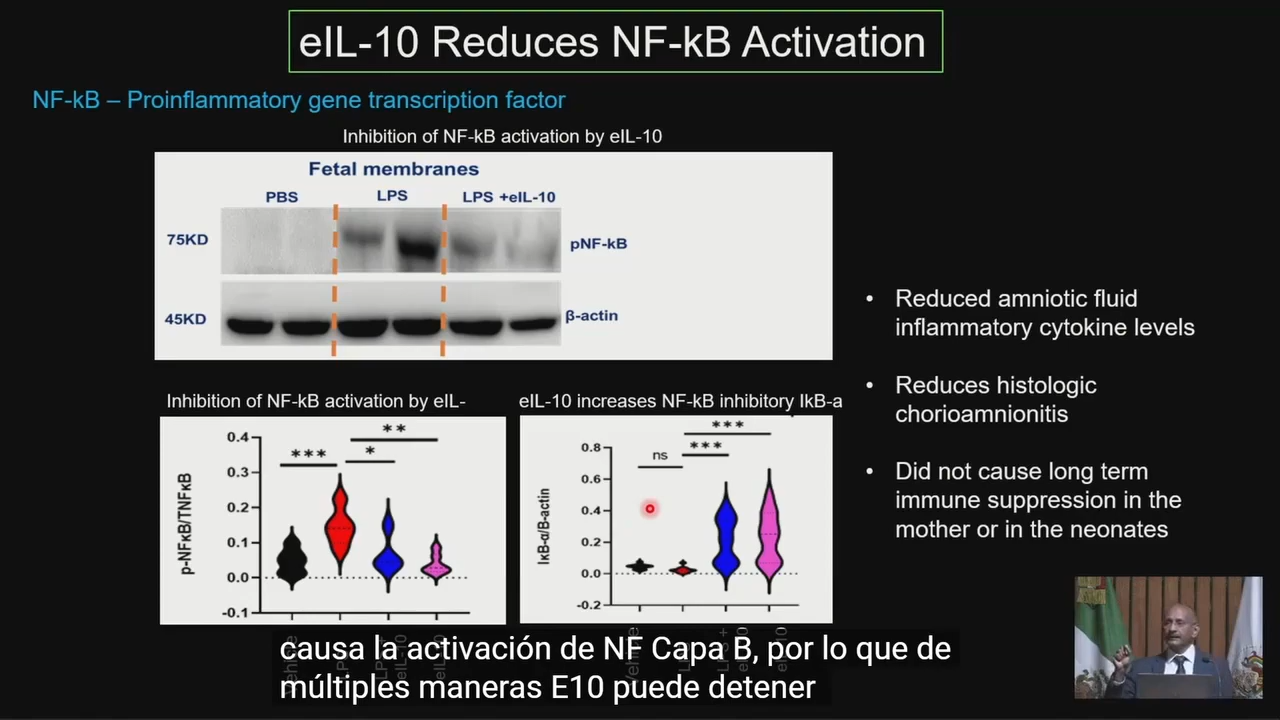 eIL-10 Reduces NF-kB Activation
NF-kB – Proinflammatory gene transcription factor
Inhibition of NF-kB activation by eIL-10
Fetal membranes
PBS
LPS
LPS +eIL-10
75KD
pNF-kB
45KD
β-actin
Inhibition of NF-kB activation by eIL-
p-NFκB/TNFκB
0.4
0.3
0.2
0.1
0.0
-0.1
***
*
**
eIL-10 increases NF-kB inhibitory IkB-a
IκB-α/B-actin
0.8
0.6
0.4
0.2
0.0
-0.2
ns
***
***
• Reduced amniotic fluid
inflammatory cytokine levels
• Reduces histologic
chorioamnionitis
• Did not cause long term
immune suppression in the
mother or in the neonates
causa la activación de NF Capa B, por lo que de
múltiples maneras E10 puede detener